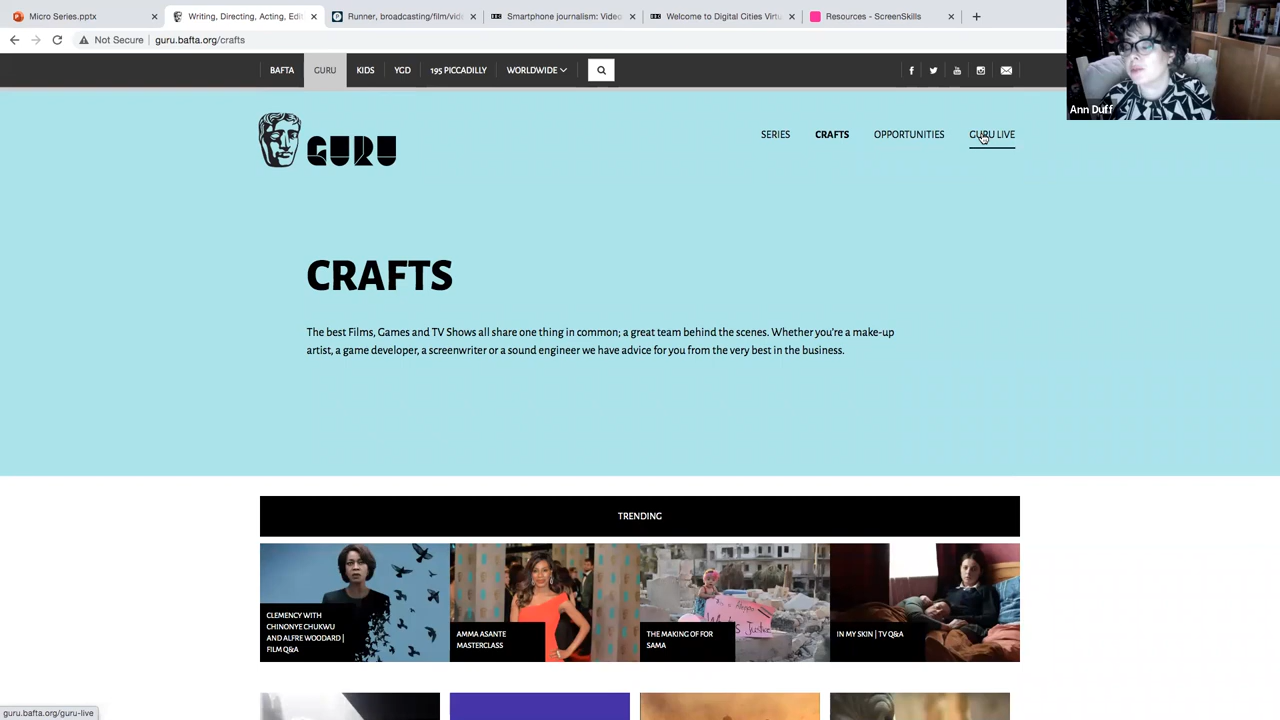 Micro Series.pptx
Writing, Directing, Acting, Edi
Runner, broadcasting/film/vide
Smartphone journalism: Video
Welcome to Digital Cities Virtu
Resources - ScreenSkills
Not Secure
guru.bafta.org/crafts
BAFTA
GURU
KIDS
YGD
195 PICCADILLY
WORLDWIDE
Ann Duff
GURU
SERIES
CRAFTS
OPPORTUNITIES
GURU LIVE
CRAFTS
The best Films, Games and TV Shows all share one thing in common; a great team behind the scenes. Whether you're a make-up
artist, a game developer, a screenwriter or a sound engineer we have advice for you from the very best in the business.
TRENDING
CLEMENCY WITH
CHINONYE CHUKWU
AND ALFRE WOODARD |
FILM Q&A
AMMA ASANTE
MASTERCLASS
THE MAKING OF FOR
SAMA
IN MY SKIN | TV Q&A
guru.bafta.org/guru-live